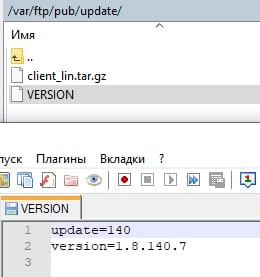 /var/ftp/pub/update/
Имя
..
client_lin.tar.gz
VERSION
пуск Плагины Вкладки ?
VERSION
1 update=140
2 version=1.8.140.7
3